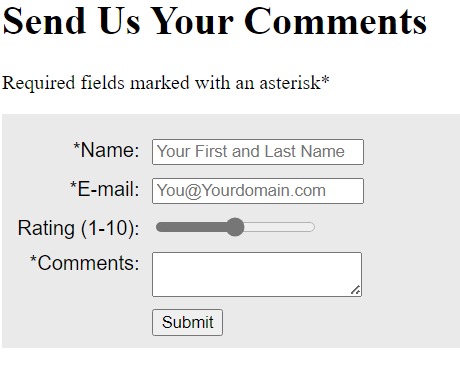 Send Us Your Comments
Required fields marked with an asterisk*
*Name: Your First and Last Name
*E-mail: You@Yourdomain.com
Rating (1-10):
*Comments:
Submit